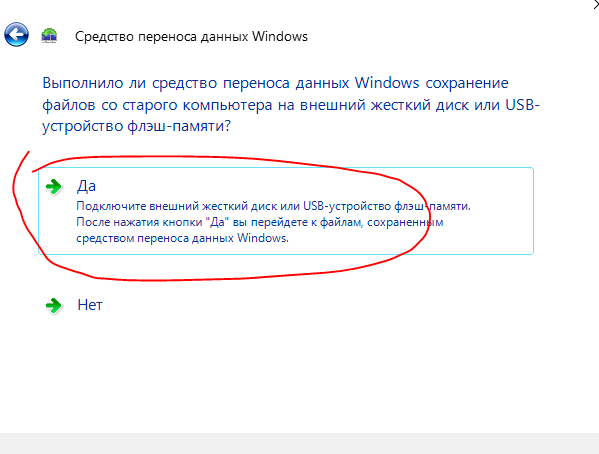 Средство переноса данных Windows
Выполнило ли средство переноса данных Windows сохранение
файлов со старого компьютера на внешний жесткий диск или USB-
устройство флэш-памяти?
Да
Подключите внешний жесткий диск или USB-устройство флэш-памяти.
После нажатия кнопки "Да" вы перейдете к файлам, сохраненным
средством переноса данных Windows.
Нет